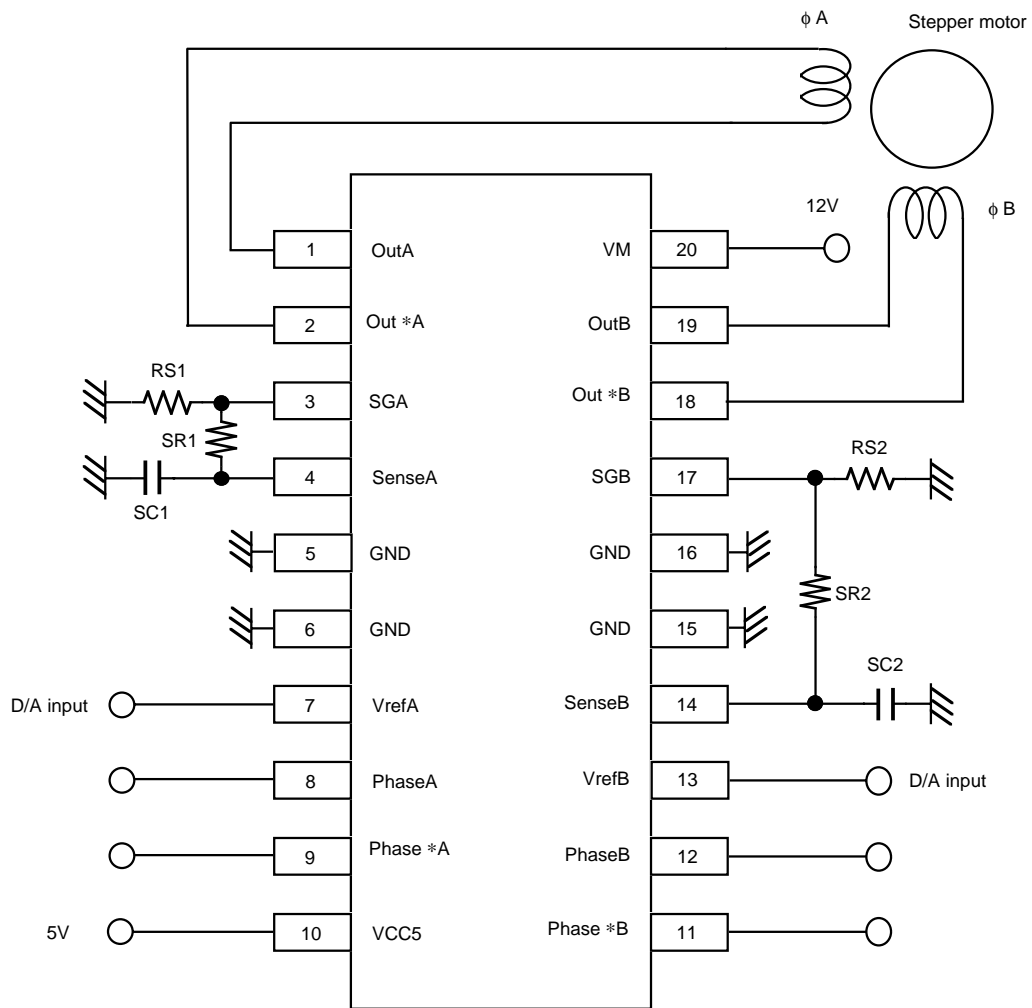 ϕ A
Stepper motor
12V
ϕ B
1
OutA
VM
20
2
Out ∗A
OutB
19
RS1
3
SGA
Out ∗B
18
SR1
RS2
4
SenseA
SGB
17
SC1
5
GND
GND
16
SR2
6
GND
GND
15
SC2
D/A input
7
VrefA
SenseB
14
8
PhaseA
VrefB
13
D/A input
9
Phase ∗A
PhaseB
12
5V
10
VCC5
Phase ∗B
11